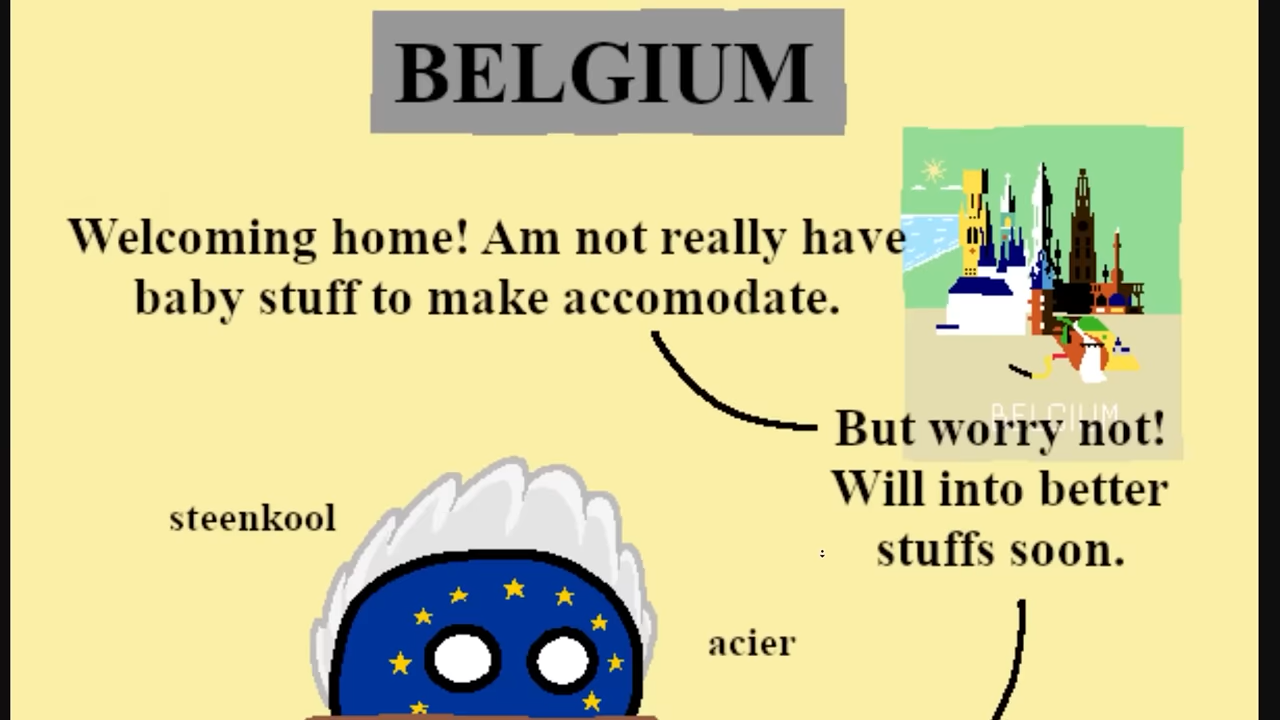 BELGIUM
Welcoming home! Am not really have
baby stuff to make accomodate.
BELGIUM
But worry not!
Will into better
stuffs soon.
steenkool
acier